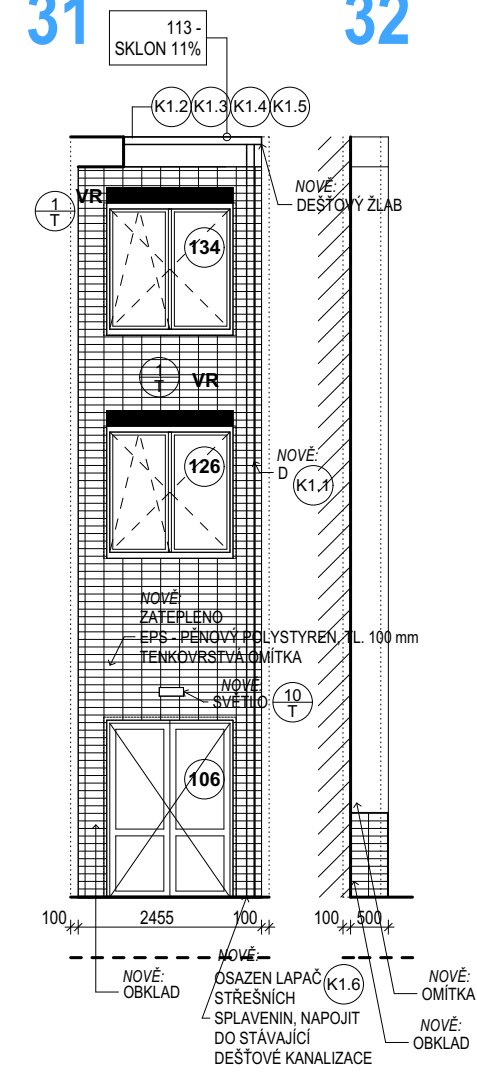 31
32
113 -
SKLON 11%
K1.2 K1.3 K1.4 K1.5
NOVĚ:
DEŠŤOVÝ ŽLAB
1
T
VR
134
1
T
VR
126
NOVĚ:
D
K1.1
NOVĚ:
ZATEPLENO
EPS - PĚNOVÝ POLYSTYREN, TL. 100 mm
TENKOVRSTVÁ OMÍTKA
NOVĚ:
SVĚTLO
10
T
106
100 2455 100 100 500
NOVĚ:
OBKLAD
NOVĚ:
OSAZEN LAPAČ
STŘEŠNÍCH
SPLAVENIN, NAPOJIT
DO STÁVAJÍCÍ
DEŠŤOVÉ KANALIZACE
K1.6
NOVĚ:
OMÍTKA
NOVĚ:
OBKLAD